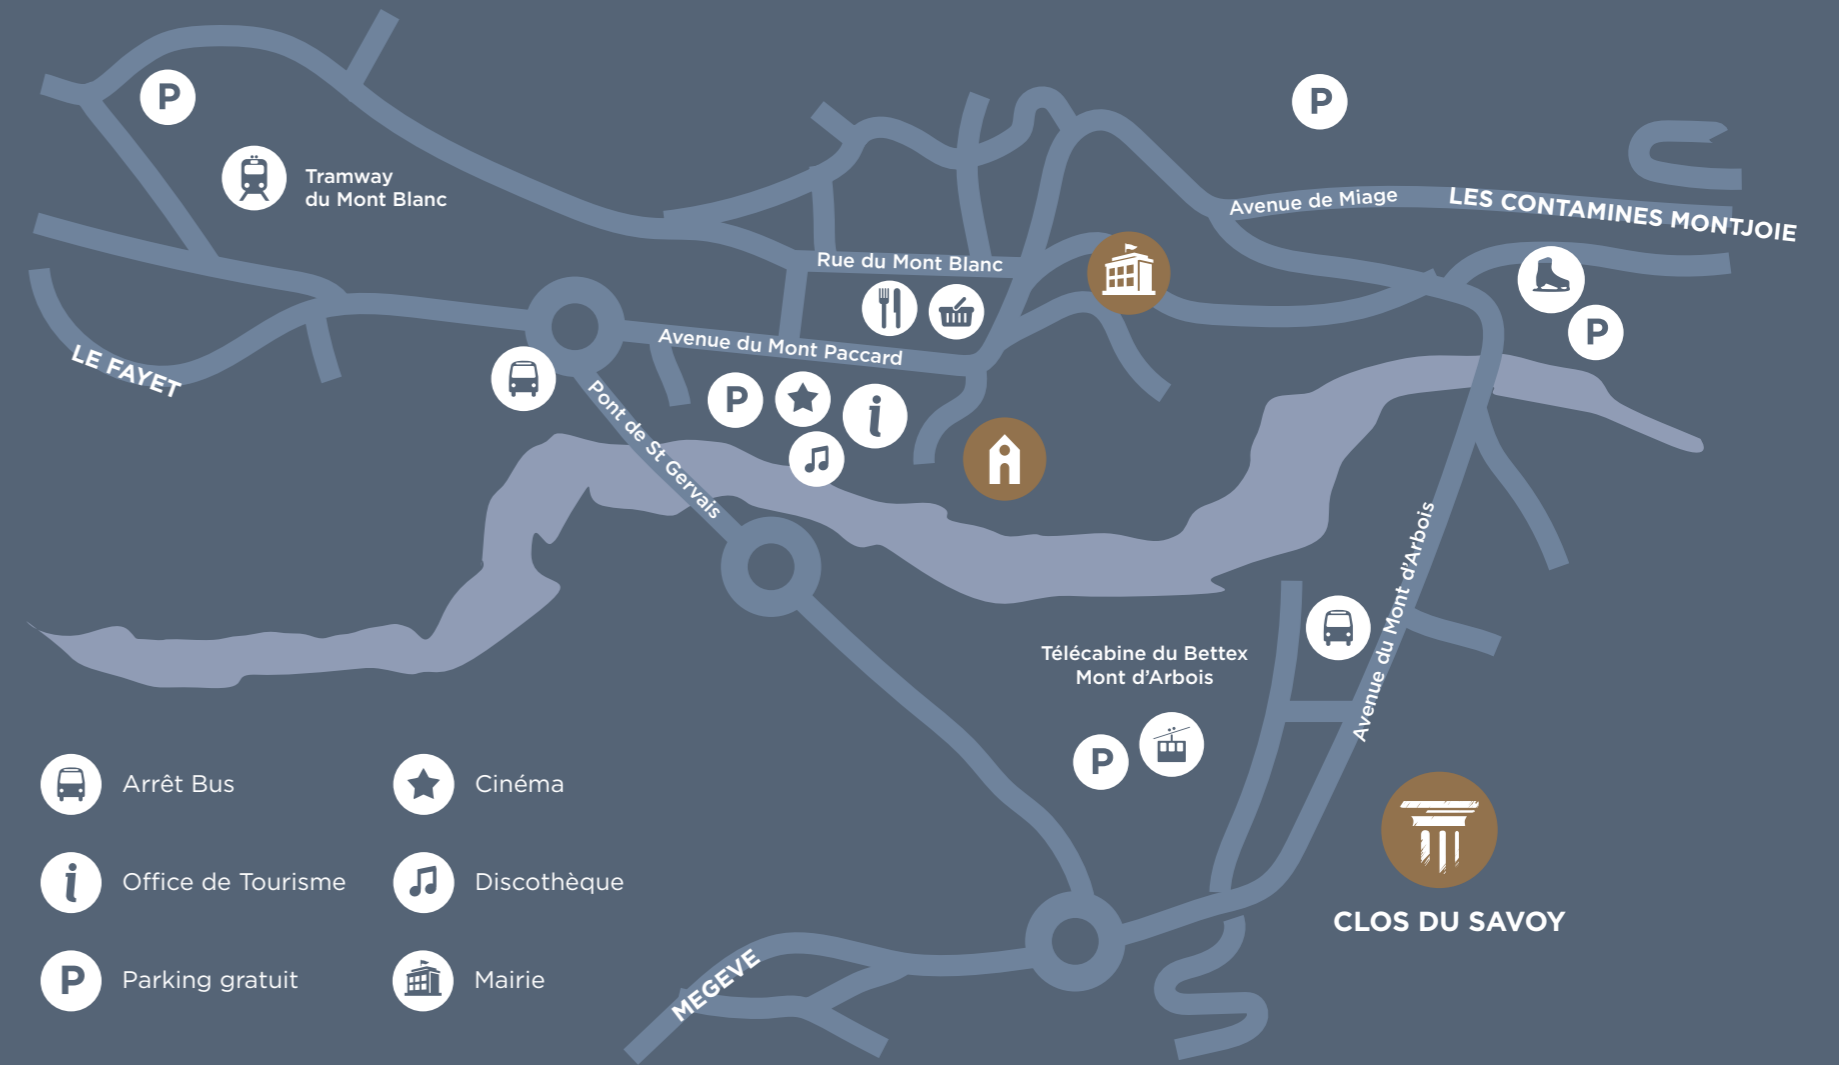 P
P
Tramway
du Mont Blanc
Avenue de Miage
LES CONTAMINES MONTJOIE
Rue du Mont Blanc
P
LE FAYET
Avenue du Mont Paccard
P
i
Pont de St Gervais
Avenue du Mont d'Arbois
Télécabine du Bettex
Mont d'Arbois
P
CLOS DU SAVOY
MEGEVE
Arrêt Bus
Cinéma
i Office de Tourisme
Discothèque
P Parking gratuit
Mairie